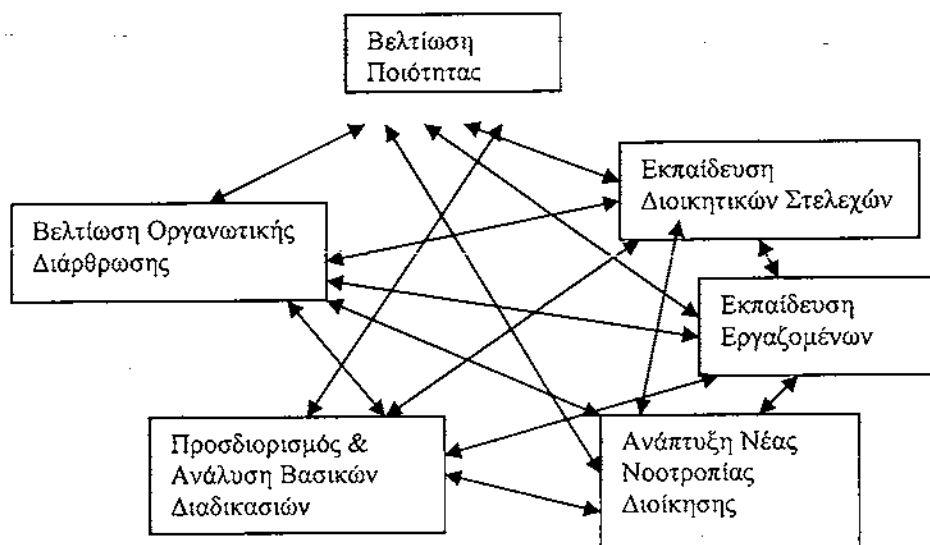 Βελτίωση
Ποιότητας
Εκπαίδευση
Διοικητικών Στελεχών
Βελτίωση Οργανωτικής
Διάρθρωσης
Εκπαίδευση
Εργαζομένων
Προσδιορισμός &
Ανάλυση Βασικών
Διαδικασιών
Ανάπτυξη Νέας
Νοοτροπίας
Διοίκησης